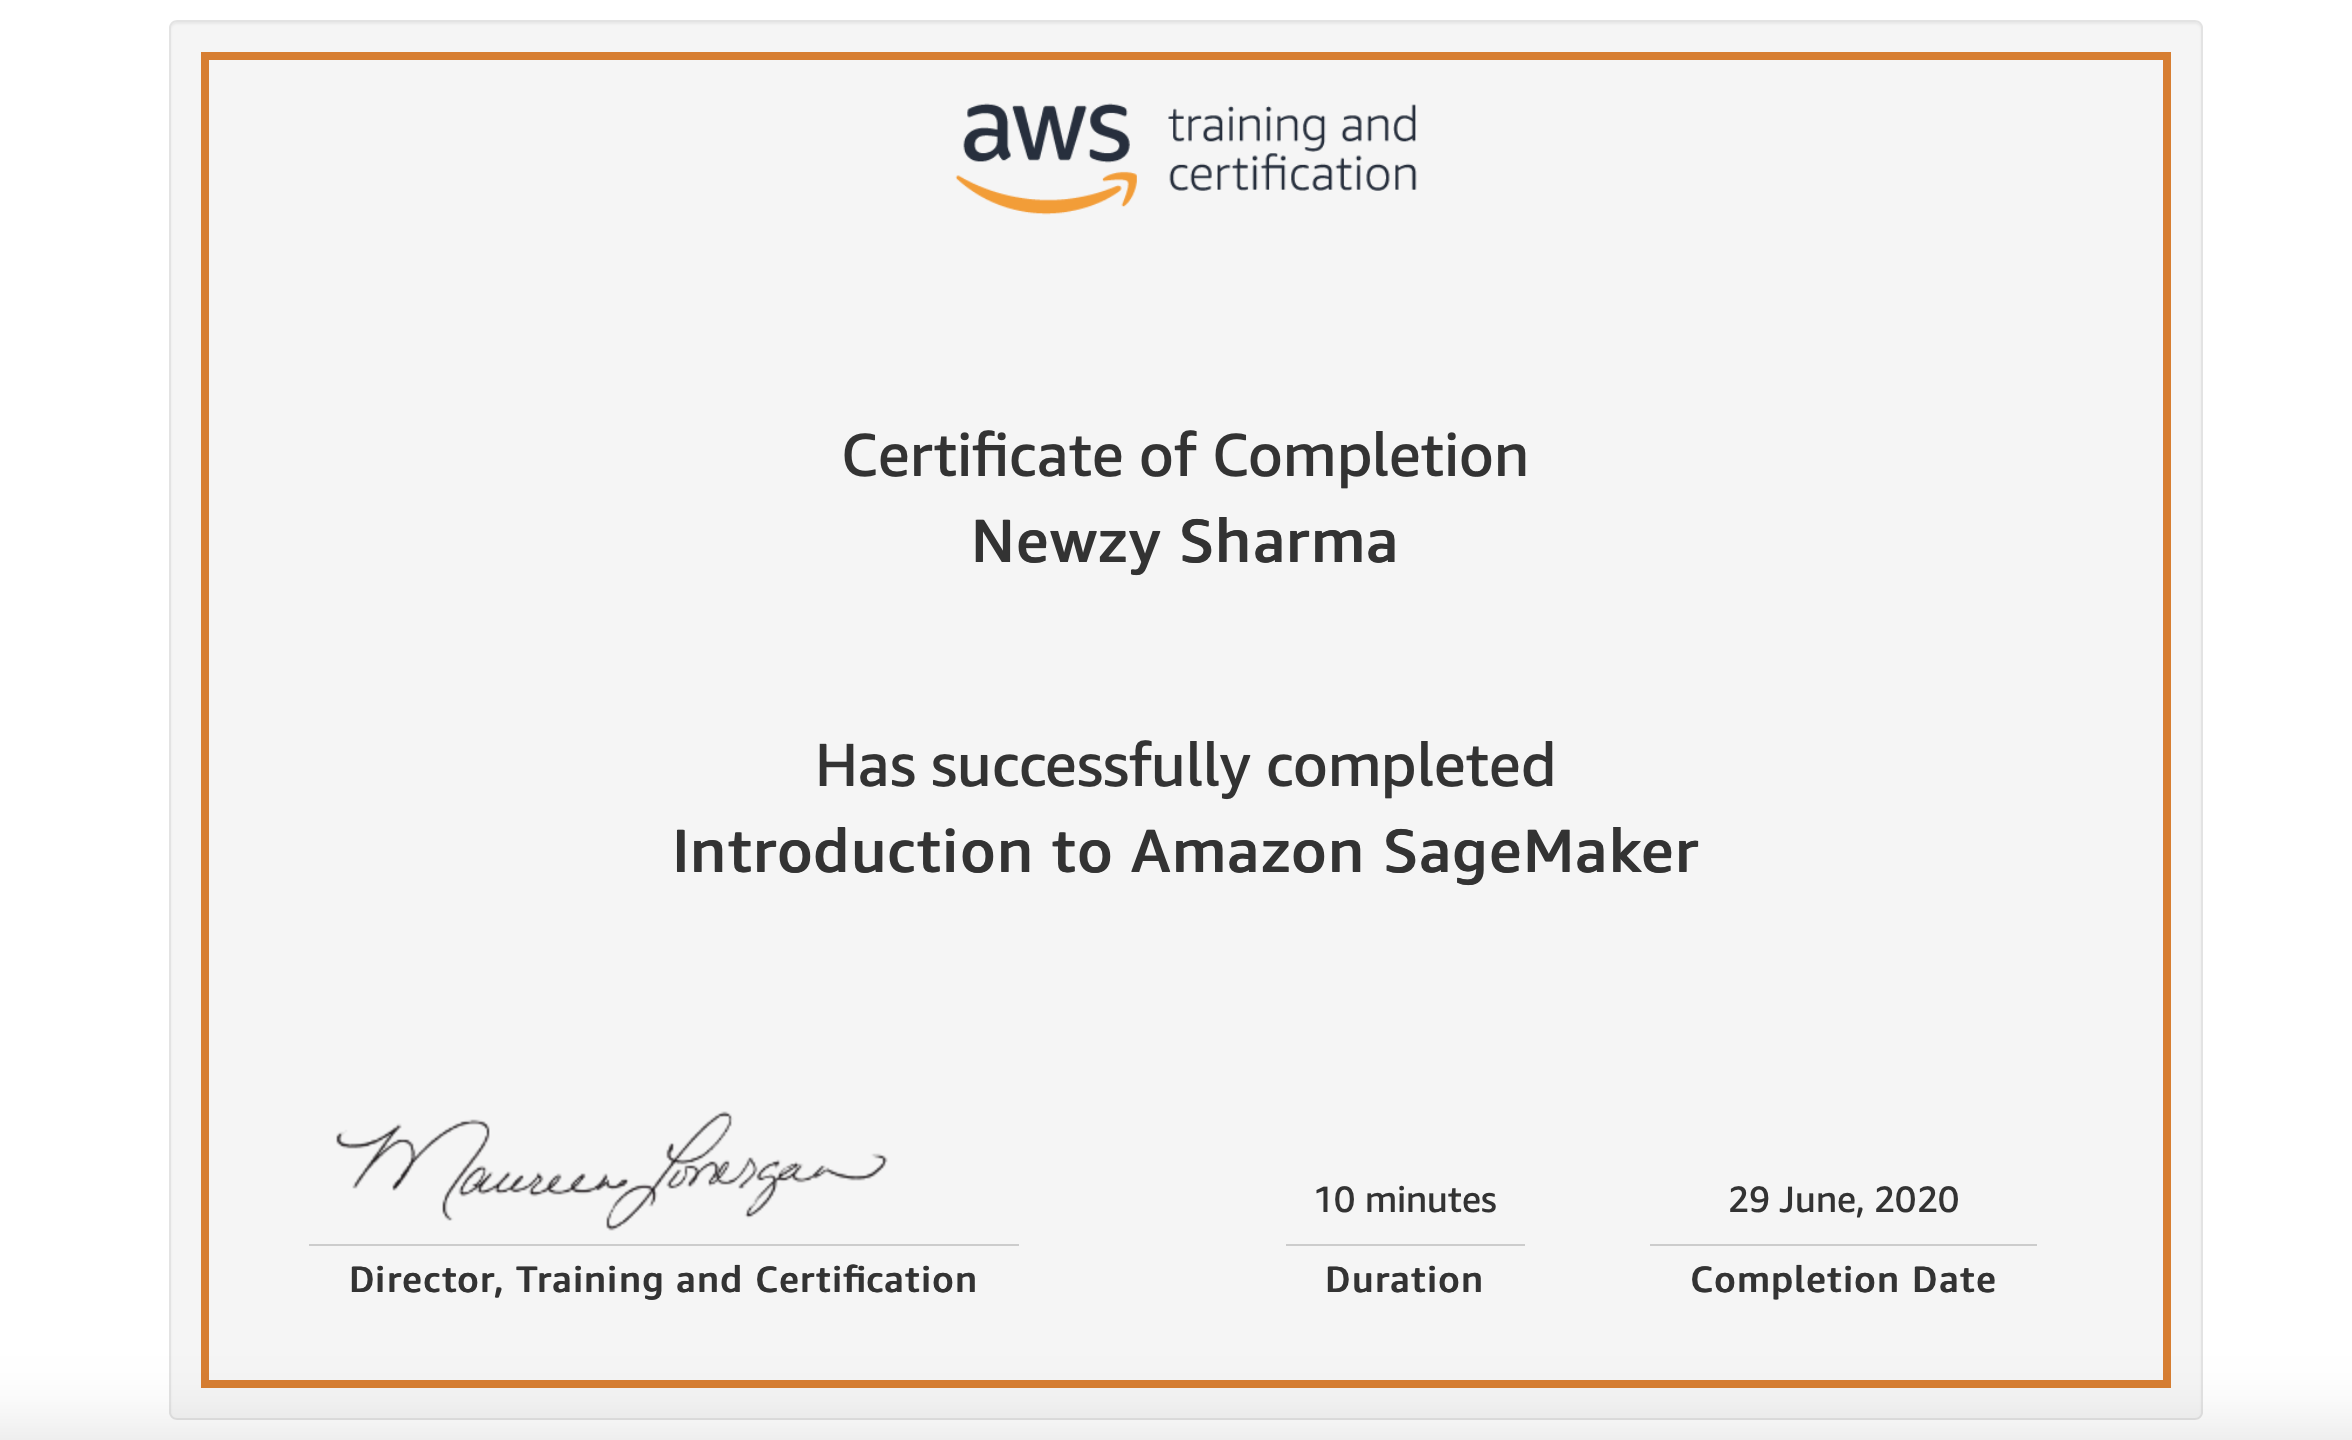 aws training and
certification
Certificate of Completion
Newzy Sharma
Has successfully completed
Introduction to Amazon SageMaker
Maureen Lonergan
10 minutes
29 June, 2020
Director, Training and Certification
Duration
Completion Date